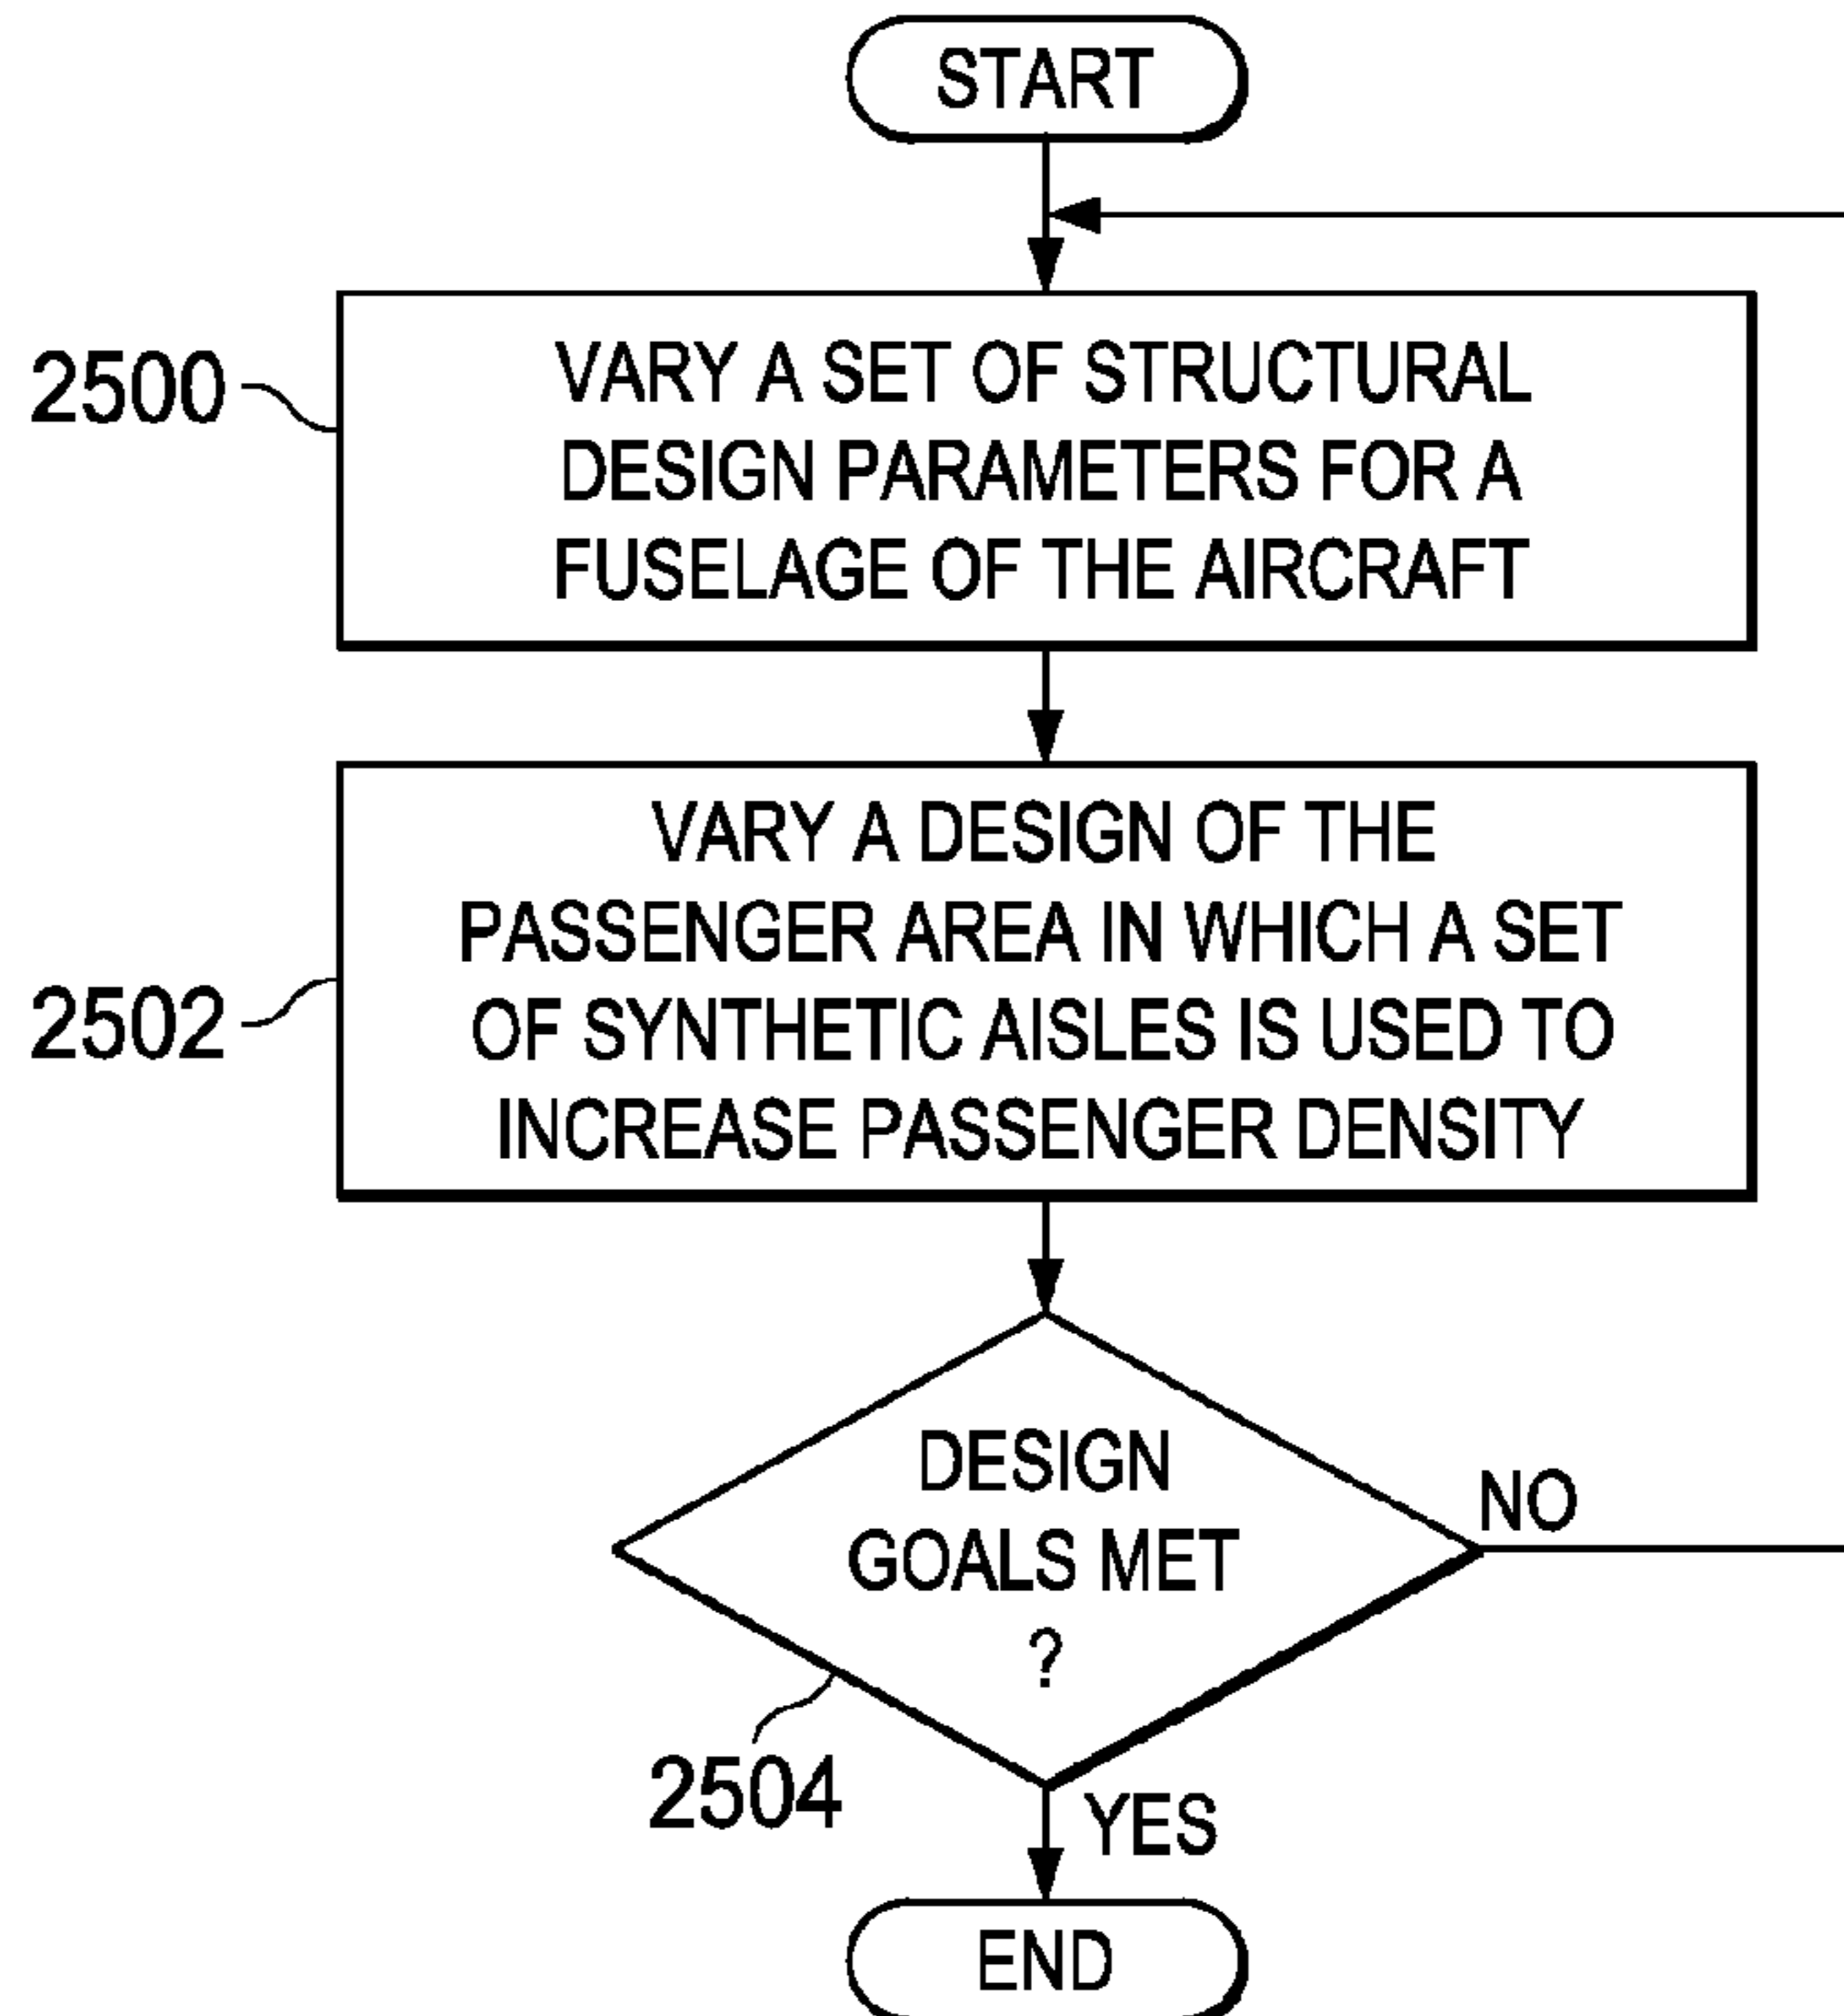 START
2500
VARY A SET OF STRUCTURAL
DESIGN PARAMETERS FOR A
FUSELAGE OF THE AIRCRAFT
2502
VARY A DESIGN OF THE
PASSENGER AREA IN WHICH A SET
OF SYNTHETIC AISLES IS USED TO
INCREASE PASSENGER DENSITY
DESIGN
GOALS MET
?
NO
2504
YES
END